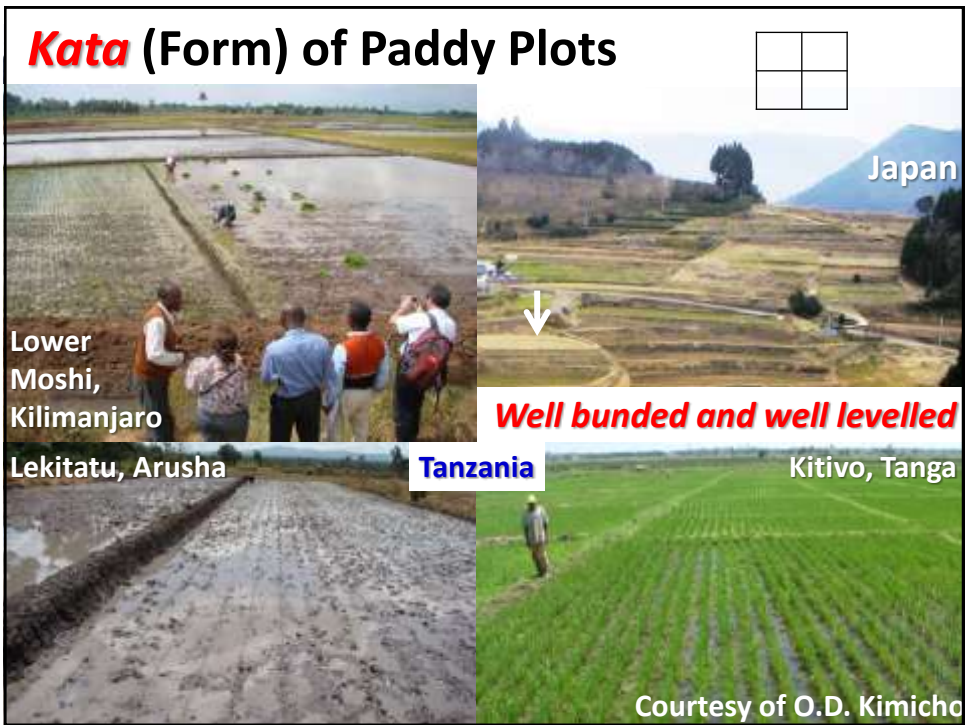 Kata (Form) of Paddy Plots
Japan
Lower
Moshi,
Kilimanjaro
Well bunded and well levelled
Lekitatu, Arusha
Tanzania
Kitivo, Tanga
Courtesy of O.D. Kimicho